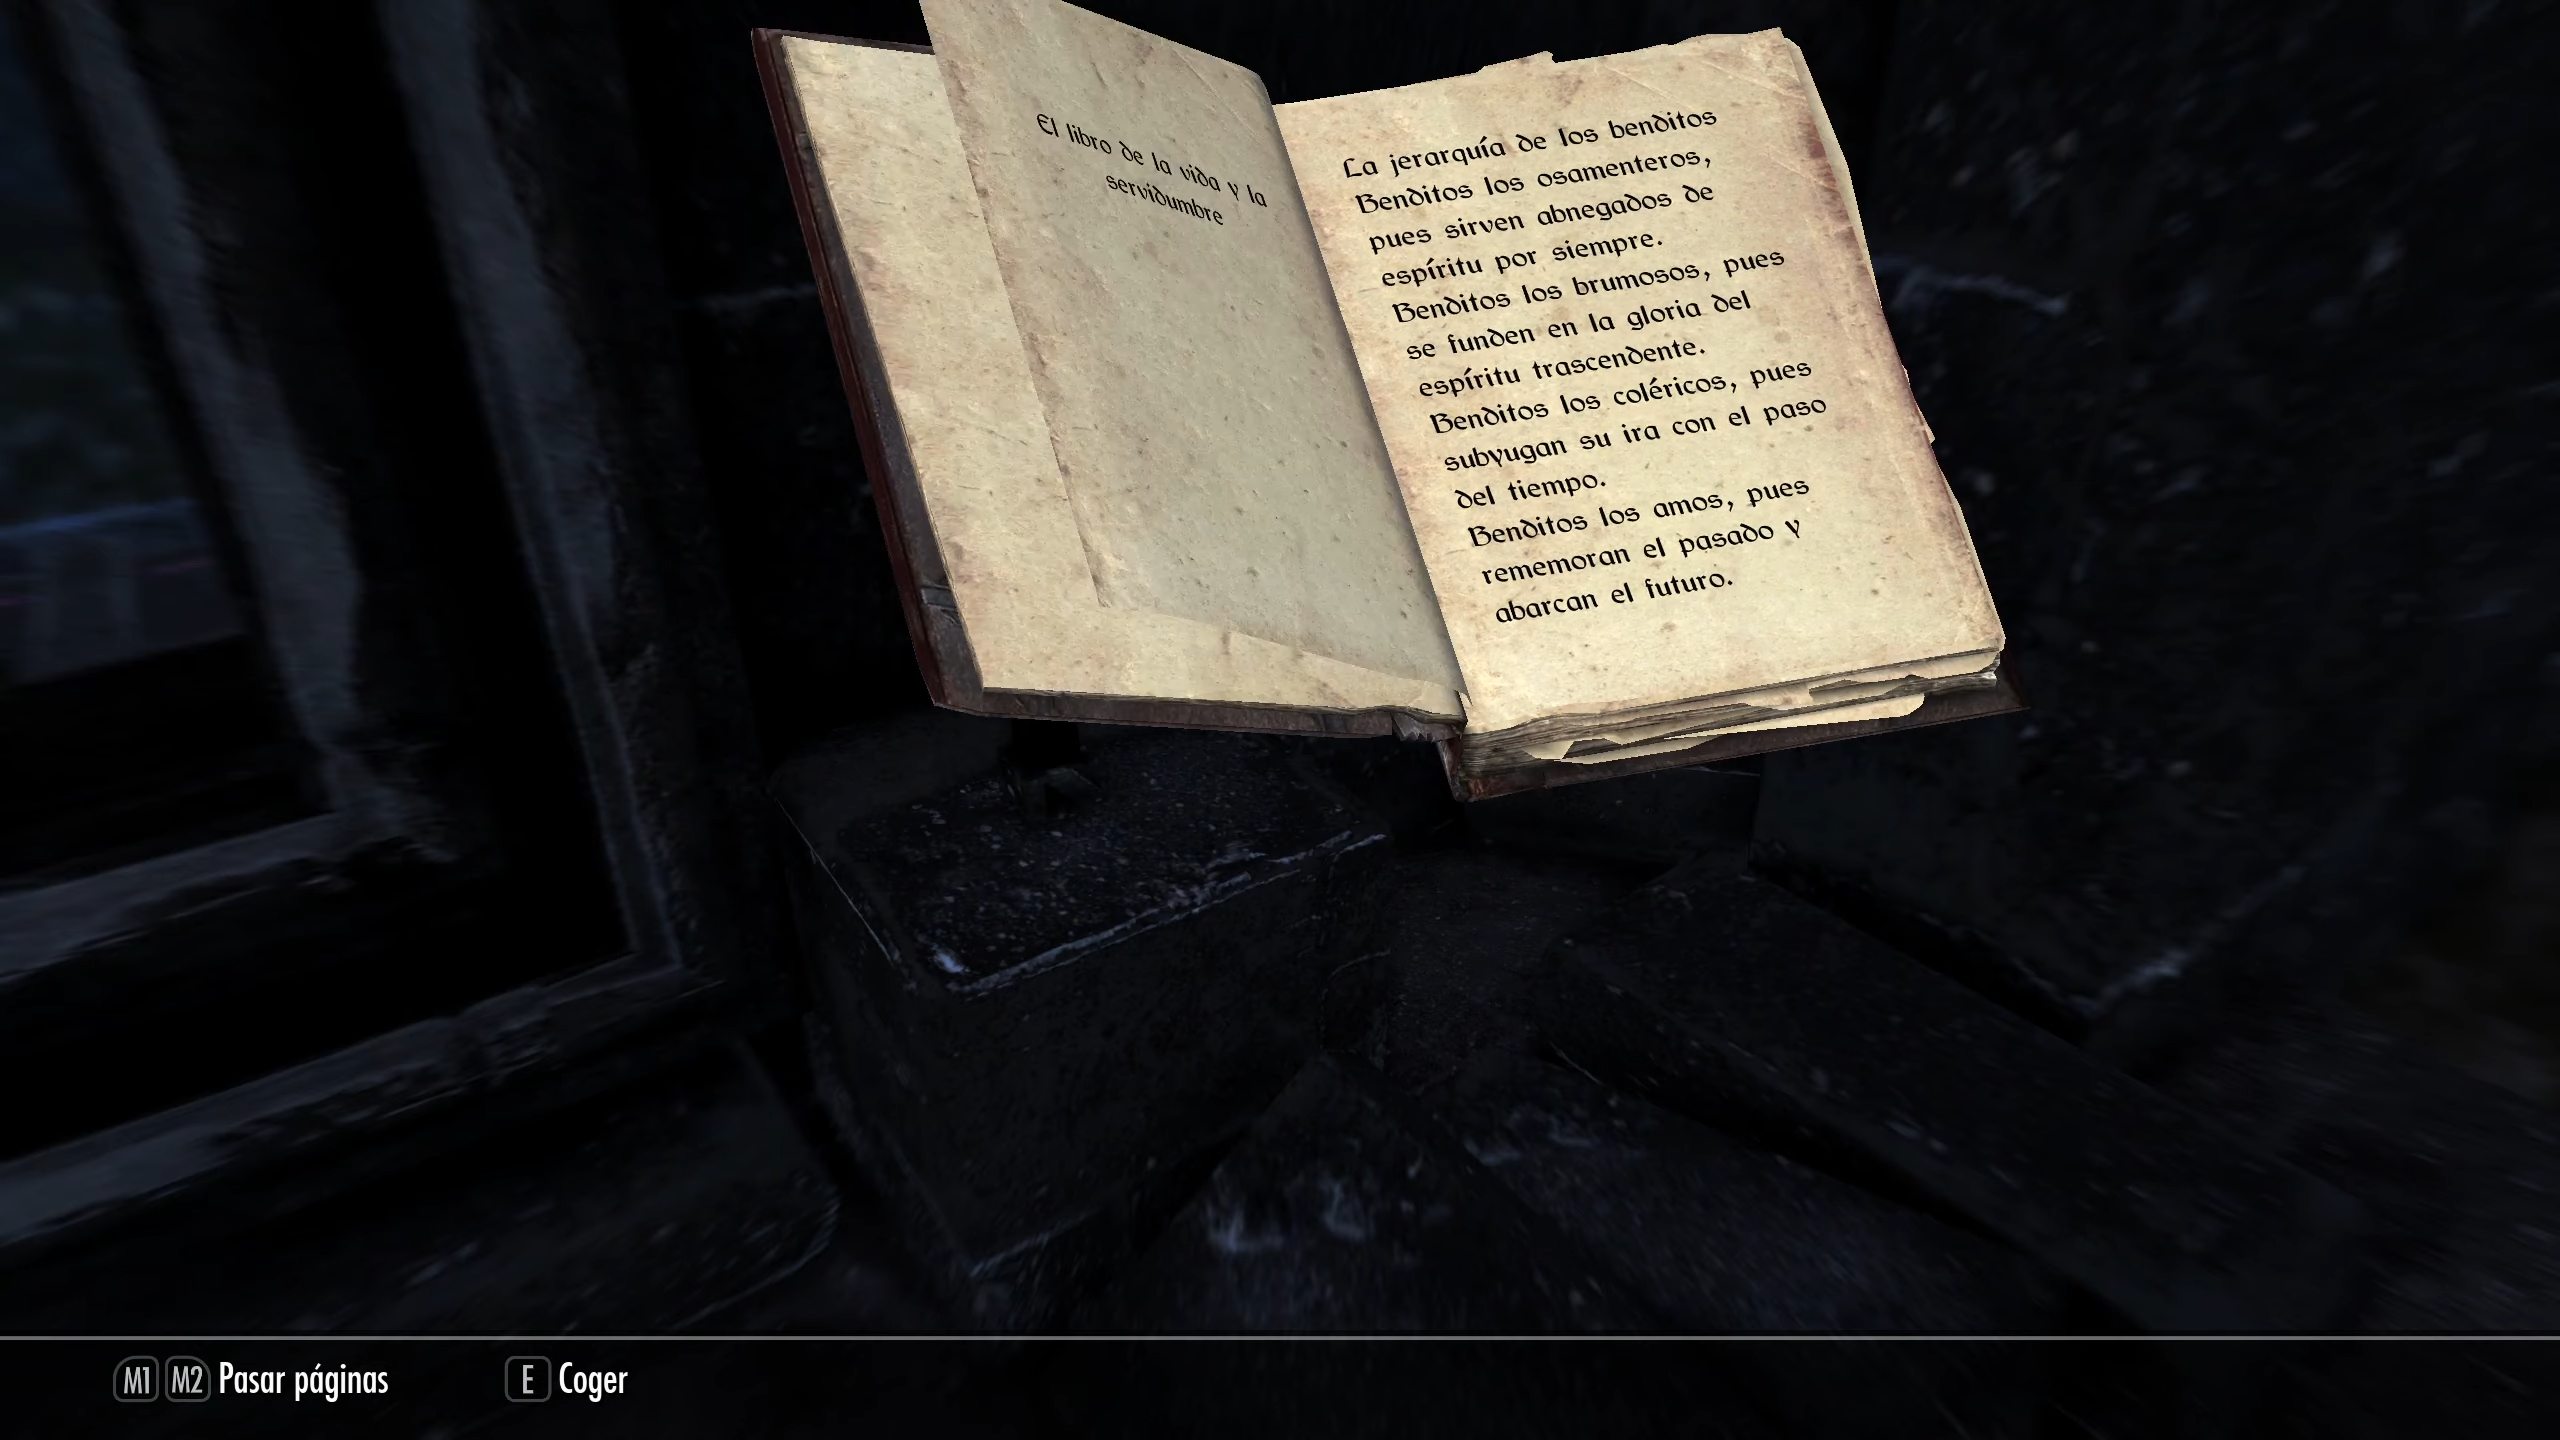 El libro de la vida y la
servidumbre
La jerarquía de los benditos
Benditos los osamenteros,
pues sirven abnegados de
espíritu por siempre.
Benditos los brumosos, pues
se funden en la gloria del
espíritu trascendente.
Benditos los coléricos, pues
subyugan su ira con el paso
del tiempo.
Benditos los amos, pues
rememoran el pasado y
abarcan el futuro.
M1 M2 Pasar páginas
E Coger